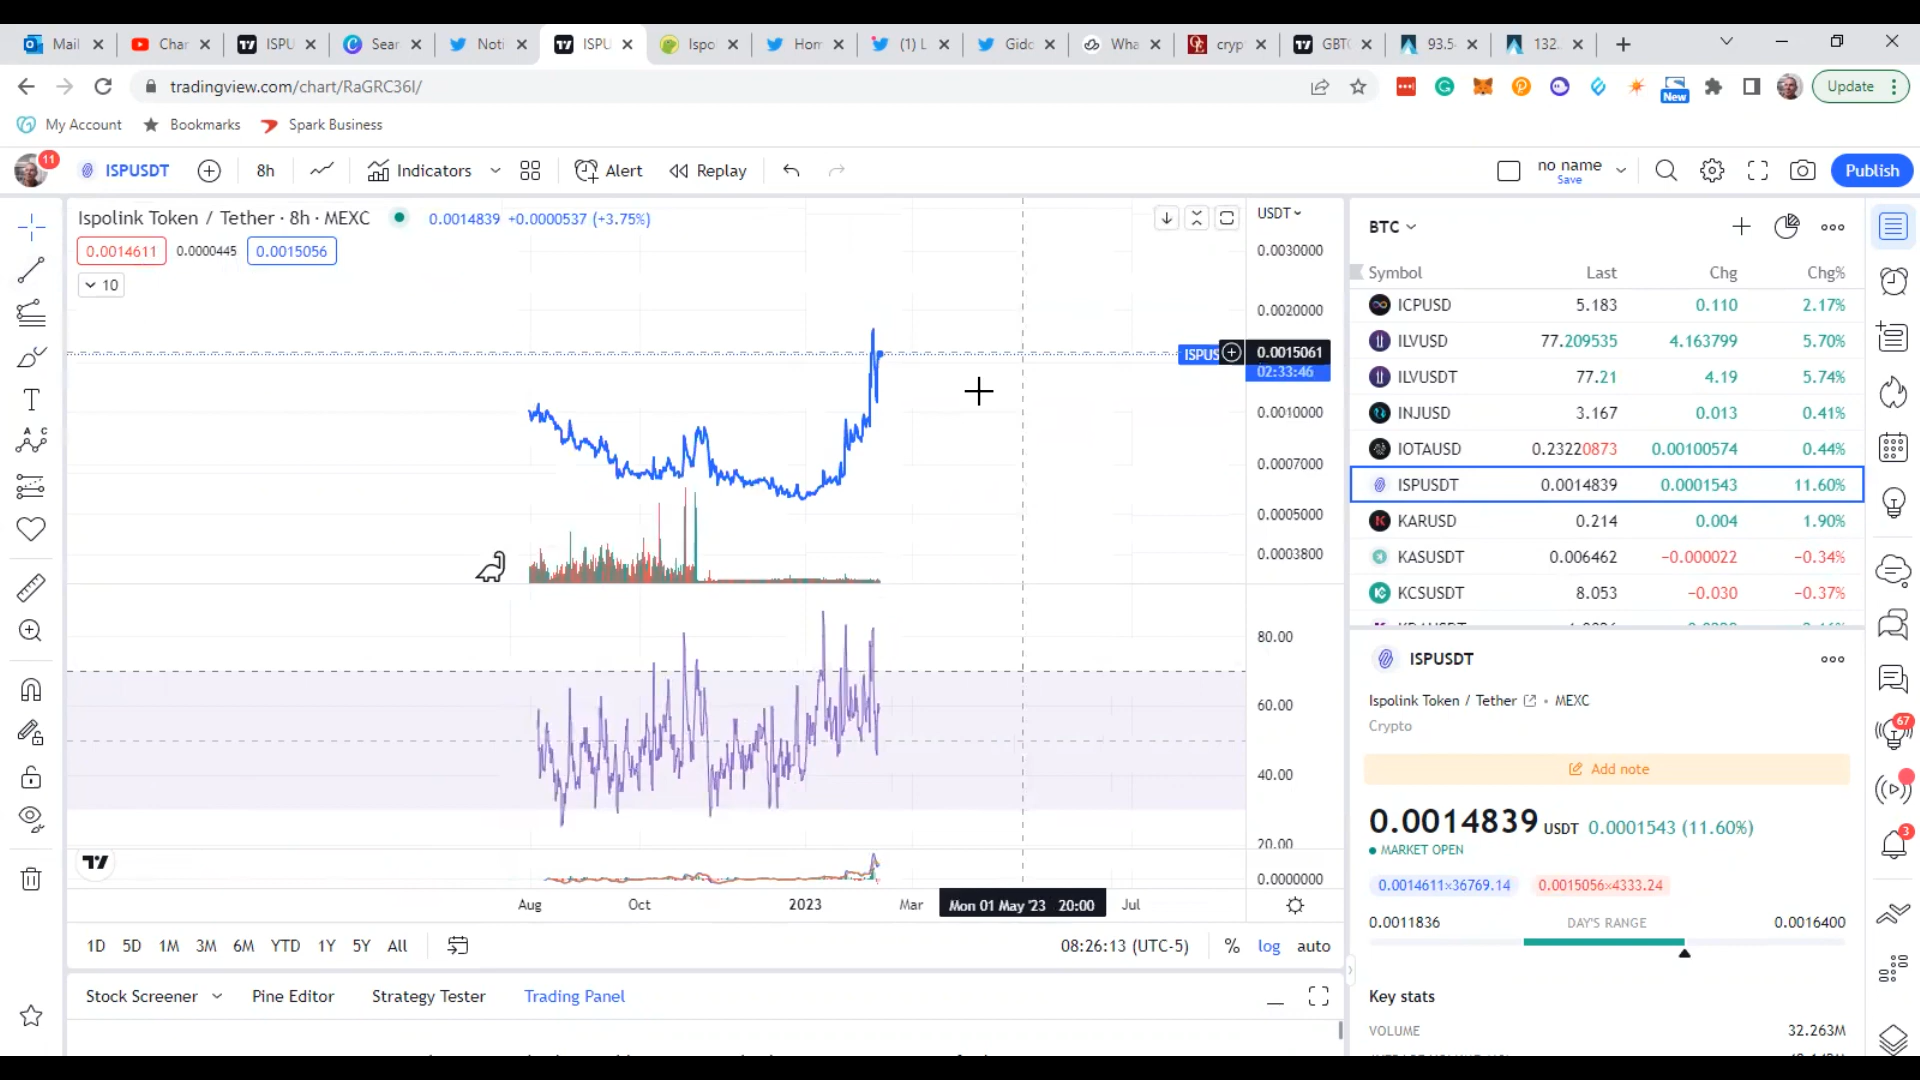 Mail Char ISPU Sear Noti ISPU Ispo Hom (1) L Gido Wha cryp GBTC 93.5 132.
tradingview.com/chart/RaGRC36I/
New
Update
My Account Bookmarks Spark Business
11
ISPUSDT 8h Indicators Alert Replay
no name
Save
Publish
Ispolink Token / Tether · 8h · MEXC 0.0014839 +0.0000537 (+3.75%)
0.0014611 0.0000445 0.0015056
10
USDT
0.0030000
0.0020000
ISPUS 0.0015061
02:33:46
0.0010000
0.0007000
0.0005000
0.0003800
80.00
60.00
40.00
20.00
0.0000000
Aug Oct 2023 Mar Mon 01 May '23 20:00 Jul
1D 5D 1M 3M 6M YTD 1Y 5Y All 08:26:13 (UTC-5) % log auto
Stock Screener Pine Editor Strategy Tester Trading Panel
BTC
Symbol Last Chg Chg%
ICPUSD 5.183 0.110 2.17%
ILVUSD 77.209535 4.163799 5.70%
ILVUSDT 77.21 4.19 5.74%
INJUSD 3.167 0.013 0.41%
IOTAUSD 0.23220873 0.00100574 0.44%
ISPUSDT 0.0014839 0.0001543 11.60%
KARUSD 0.214 0.004 1.90%
KASUSDT 0.006462 −0.000022 −0.34%
KCSUSDT 8.053 −0.030 −0.37%
ISPUSDT
Ispolink Token / Tether • MEXC
Crypto
Add note
0.0014839 USDT 0.0001543 (11.60%)
MARKET OPEN
0.0014611×36769.14 0.0015056×4333.24
0.0011836 DAY'S RANGE 0.0016400
Key stats
VOLUME 32.263M
67
3